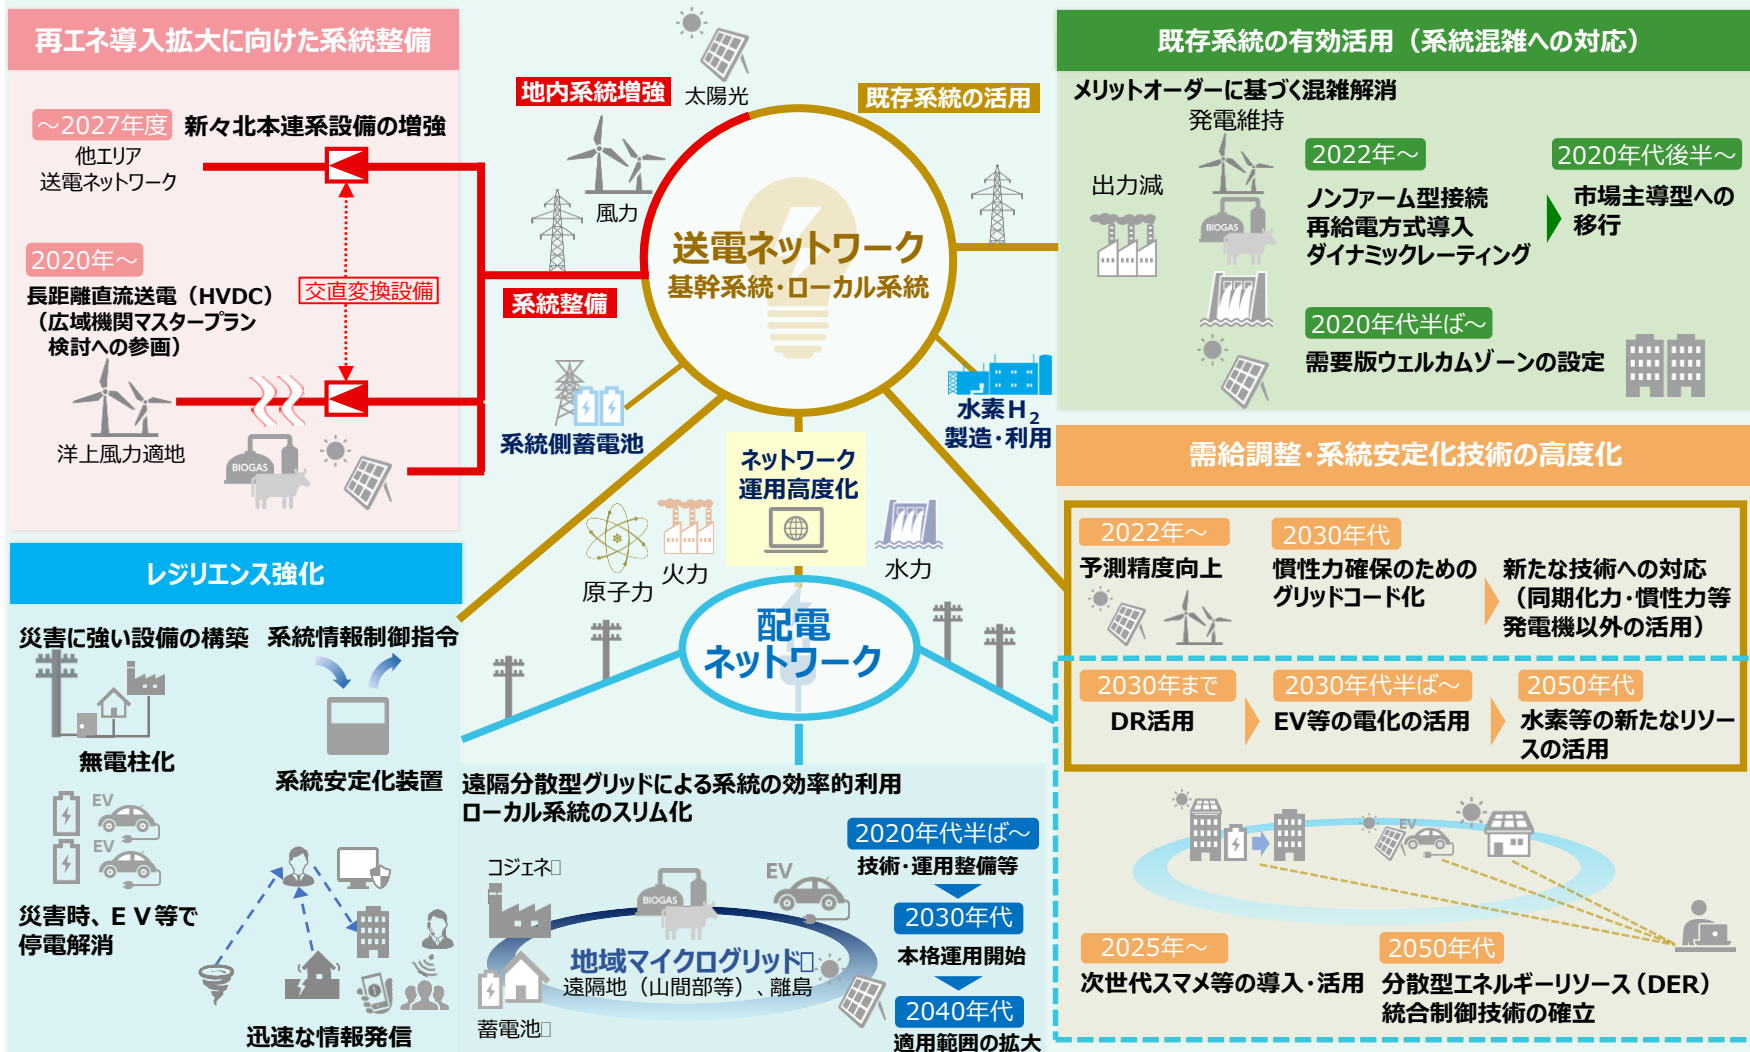 再エネ導入拡大に向けた系統整備
～2027年度
新々北本連系設備の増強
他エリア
送電ネットワーク
2020年～
長距離直流送電（HVDC）
（広域機関マスタープラン
検討への参画）
交直変換設備
洋上風力適地
BIOGAS
地内系統増強
太陽光
既存系統の活用
風力
系統整備
送電ネットワーク
基幹系統･ローカル系統
系統側蓄電池
水素H2
製造･利用
ネットワーク
運用高度化
原子力
火力
水力
配電
ネットワーク
既存系統の有効活用（系統混雑への対応）
メリットオーダーに基づく混雑解消
発電維持
出力減
BIOGAS
2022年～
ノンファーム型接続
再給電方式導入
ダイナミックレーティング
2020年代後半～
市場主導型への
移行
2020年代半ば～
需要版ウェルカムゾーンの設定
需給調整･系統安定化技術の高度化
2022年～
予測精度向上
2030年代
慣性力確保のための
グリッドコード化
新たな技術への対応
（同期化力･慣性力等
発電機以外の活用）
2030年まで
DR活用
2030年代半ば～
EV等の電化の活用
2050年代
水素等の新たなリソー
スの活用
EV
2025年～
次世代スマメ等の導入･活用
2050年代
分散型エネルギーリソース（DER）
統合制御技術の確立
レジリエンス強化
災害に強い設備の構築
無電柱化
系統情報制御指令
系統安定化装置
EV
EV
災害時、ＥＶ等で
停電解消
迅速な情報発信
遠隔分散型グリッドによる系統の効率的利用
ローカル系統のスリム化
コジェネ
BIOGAS
EV
地域マイクログリッド
遠隔地（山間部等）、離島
蓄電池
2020年代半ば～
技術･運用整備等
2030年代
本格運用開始
2040年代
適用範囲の拡大